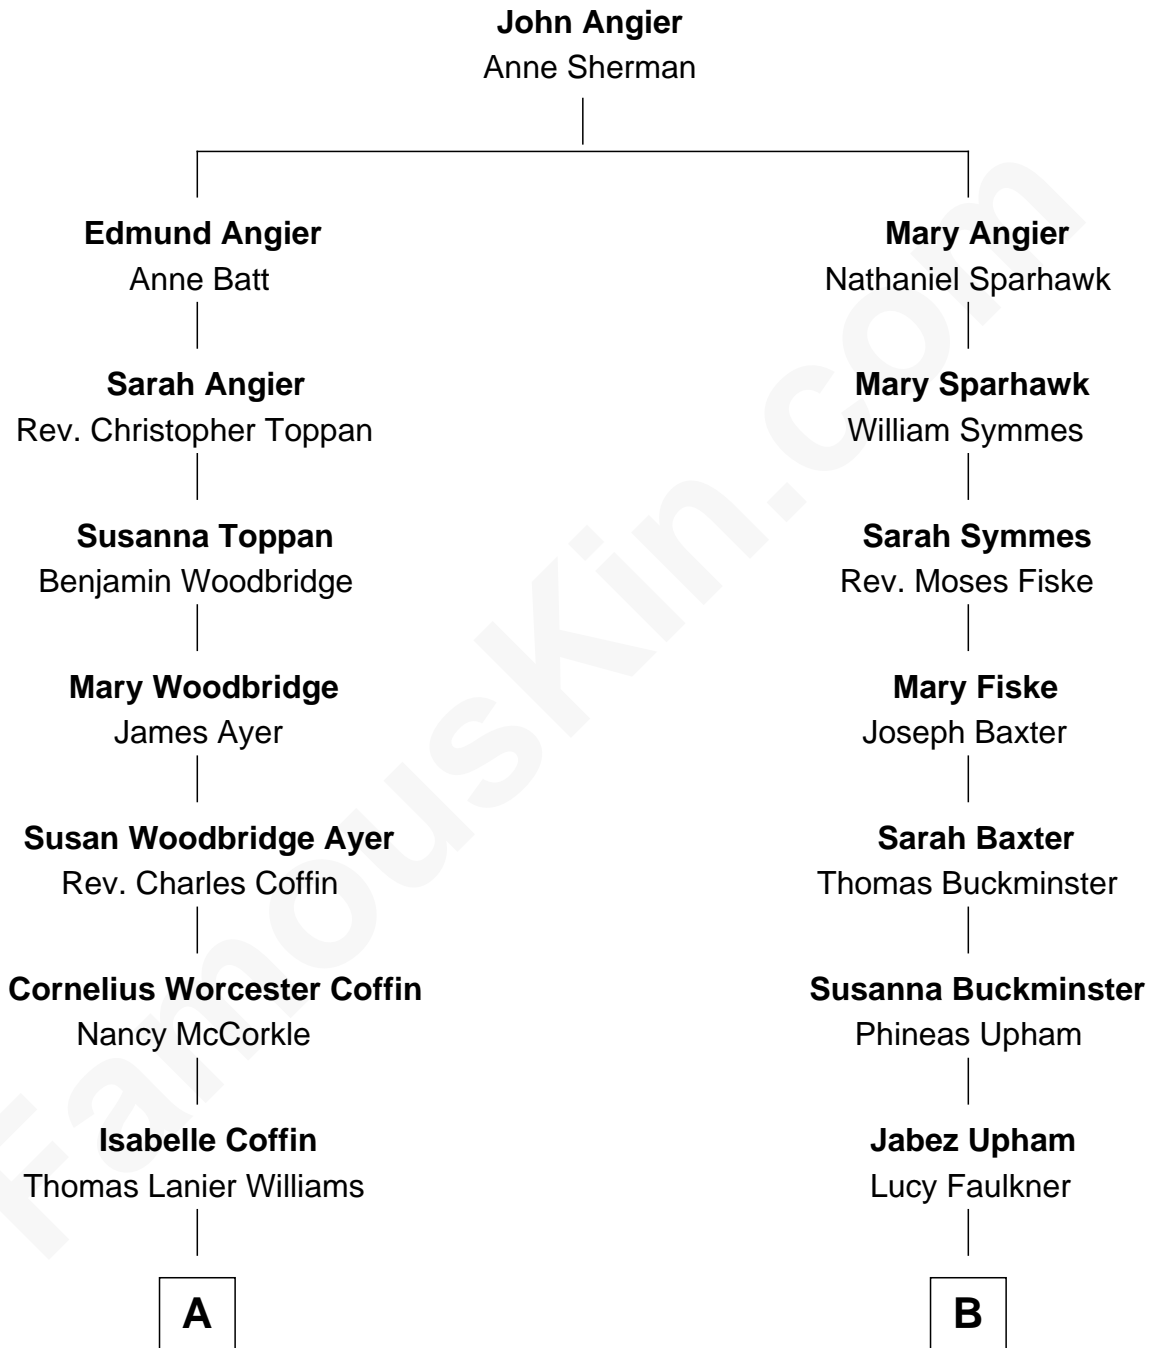 John Angier
Anne Sherman
Edmund Angier
Anne Batt
Mary Angier
Nathaniel Sparhawk
Sarah Angier
Rev. Christopher Toppan
Mary Sparhawk
William Symmes
Susanna Toppan
Benjamin Woodbridge
Sarah Symmes
Rev. Moses Fiske
Mary Woodbridge
James Ayer
Mary Fiske
Joseph Baxter
Susan Woodbridge Ayer
Rev. Charles Coffin
Sarah Baxter
Thomas Buckminster
Cornelius Worcester Coffin
Nancy McCorkle
Susanna Buckminster
Phineas Upham
Isabelle Coffin
Thomas Lanier Williams
Jabez Upham
Lucy Faulkner
A
B
FamousKin.com